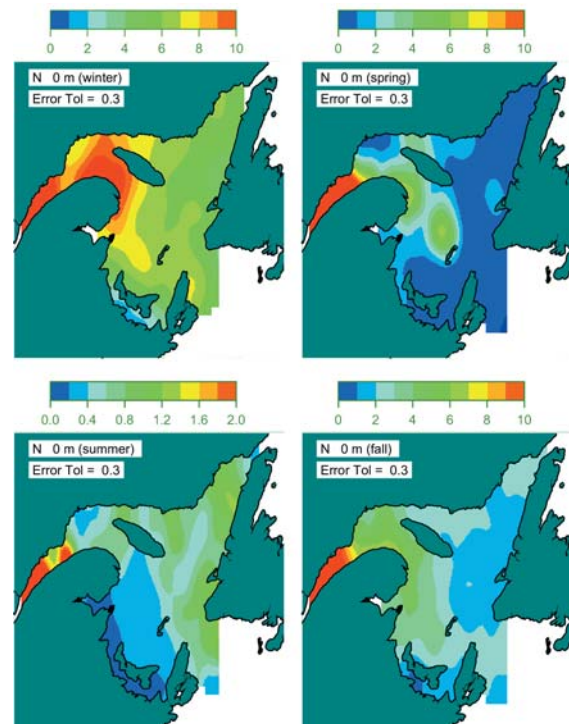 0 2 4 6 8 10
N 0 m (winter)
Error Tol = 0.3
0 2 4 6 8 10
N 0 m (spring)
Error Tol = 0.3
0.0 0.4 0.8 1.2 1.6 2.0
N 0 m (summer)
Error Tol = 0.3
0 2 4 6 8 10
N 0 m (fall)
Error Tol = 0.3